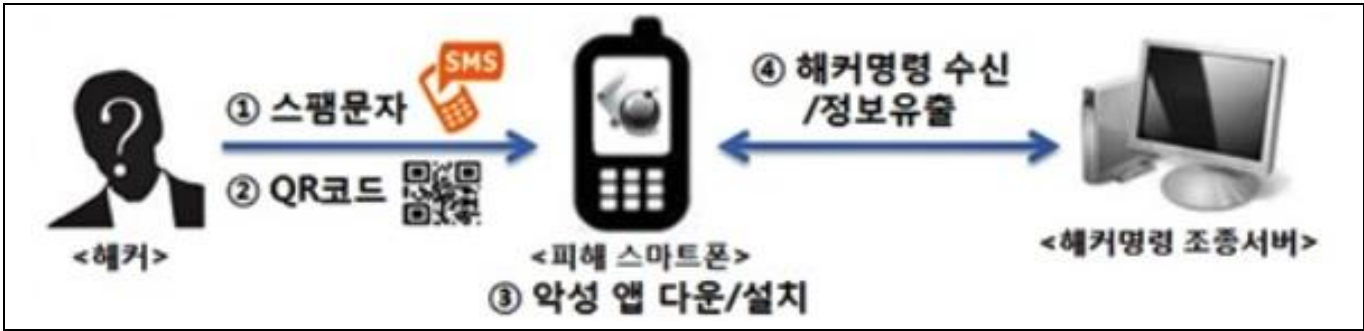 ① 스팸문자
SMS
② QR코드
<해커>
<피해 스마트폰>
③ 악성 앱 다운/설치
④ 해커명령 수신
/정보유출
<해커명령 조종서버>